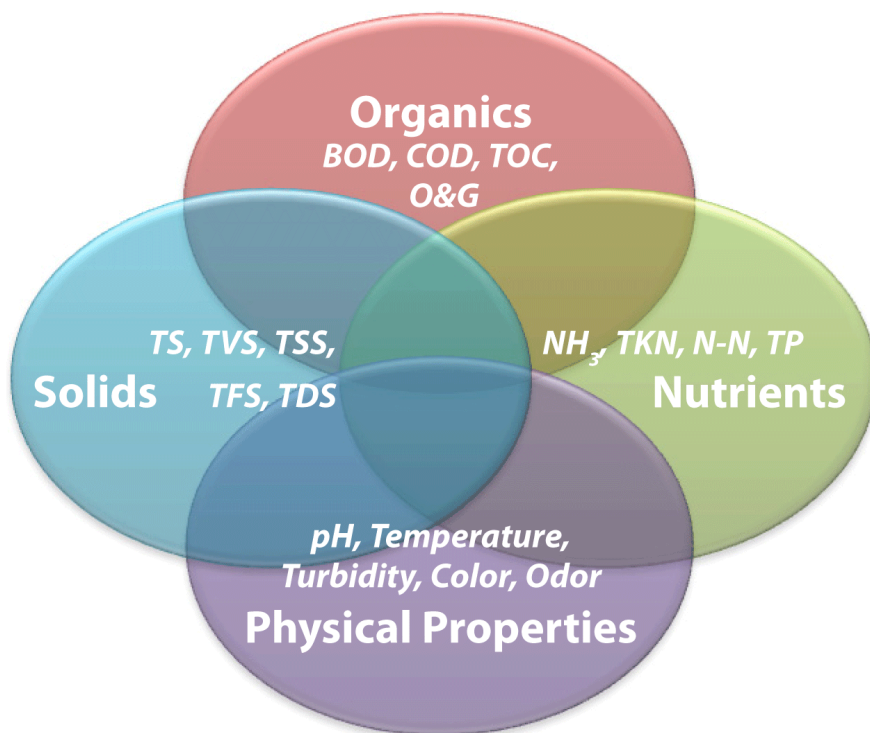 Organics
BOD, COD, TOC,
O&G
TS, TVS, TSS,
Solids TFS, TDS
NH₃, TKN, N-N, TP
Nutrients
pH, Temperature,
Turbidity, Color, Odor
Physical Properties